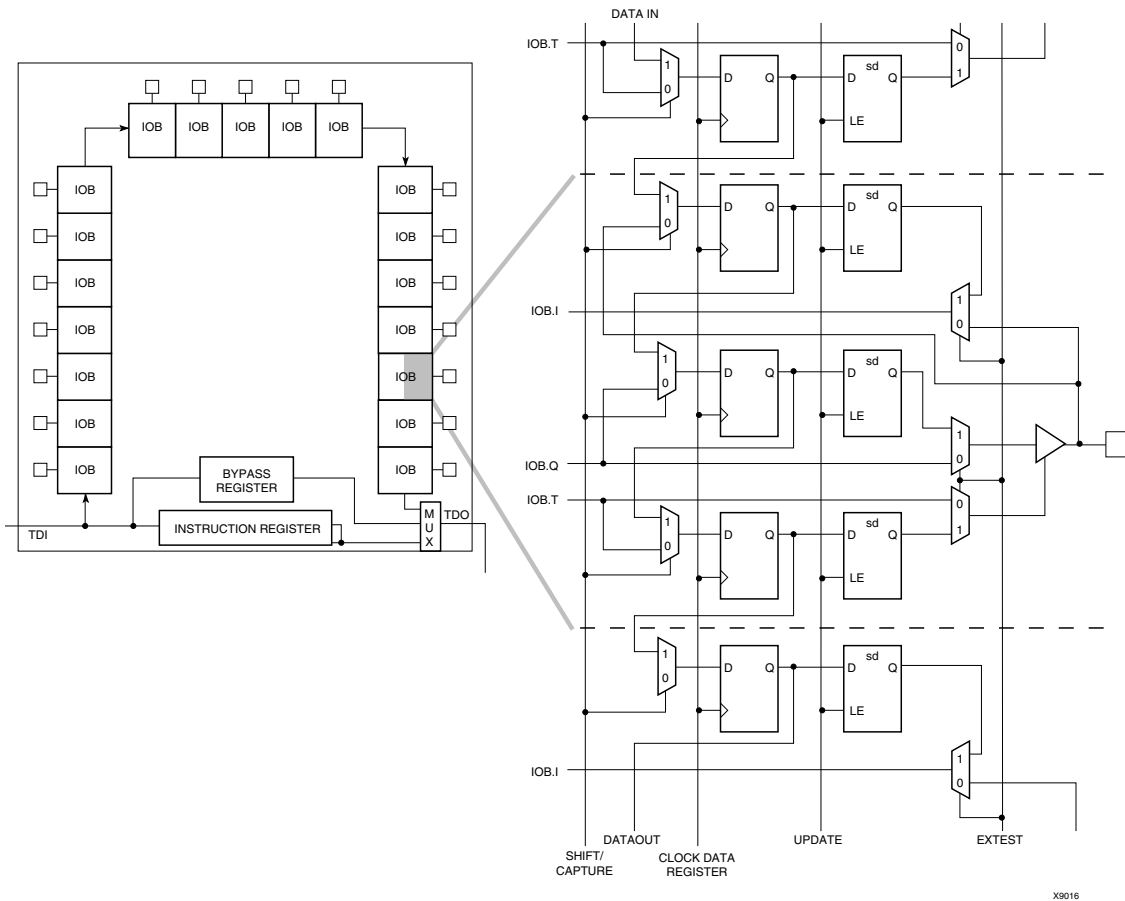 DATA IN
IOB.T
1
0
D Q
D sd Q
LE
0
1
IOB IOB IOB IOB IOB
IOB
IOB
IOB
IOB
IOB
IOB
IOB
IOB
IOB
IOB
IOB
IOB
IOB
IOB
BYPASS
REGISTER
INSTRUCTION REGISTER
TDI
M
U
X
TDO
1
0
D Q
D sd Q
LE
IOB.I
1
0
1
0
D Q
D sd Q
LE
1
0
IOB.Q
IOB.T
0
1
1
0
D Q
D sd Q
LE
1
0
D Q
D sd Q
LE
IOB.I
1
0
DATAOUT
UPDATE
EXTEST
SHIFT/
CAPTURE
CLOCK DATA
REGISTER
X9016